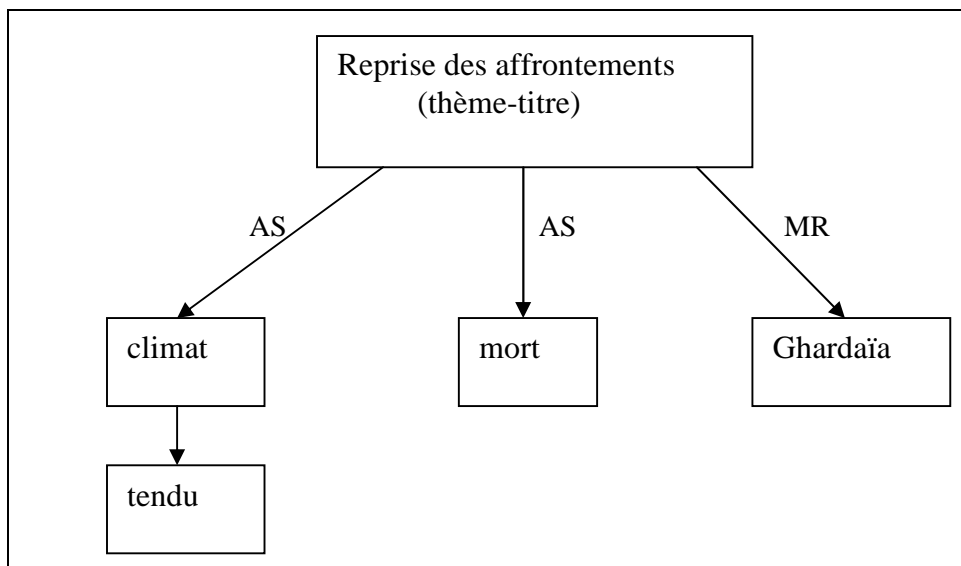 Reprise des affrontements
(thème-titre)
AS
AS
MR
climat
mort
Ghardaïa
tendu